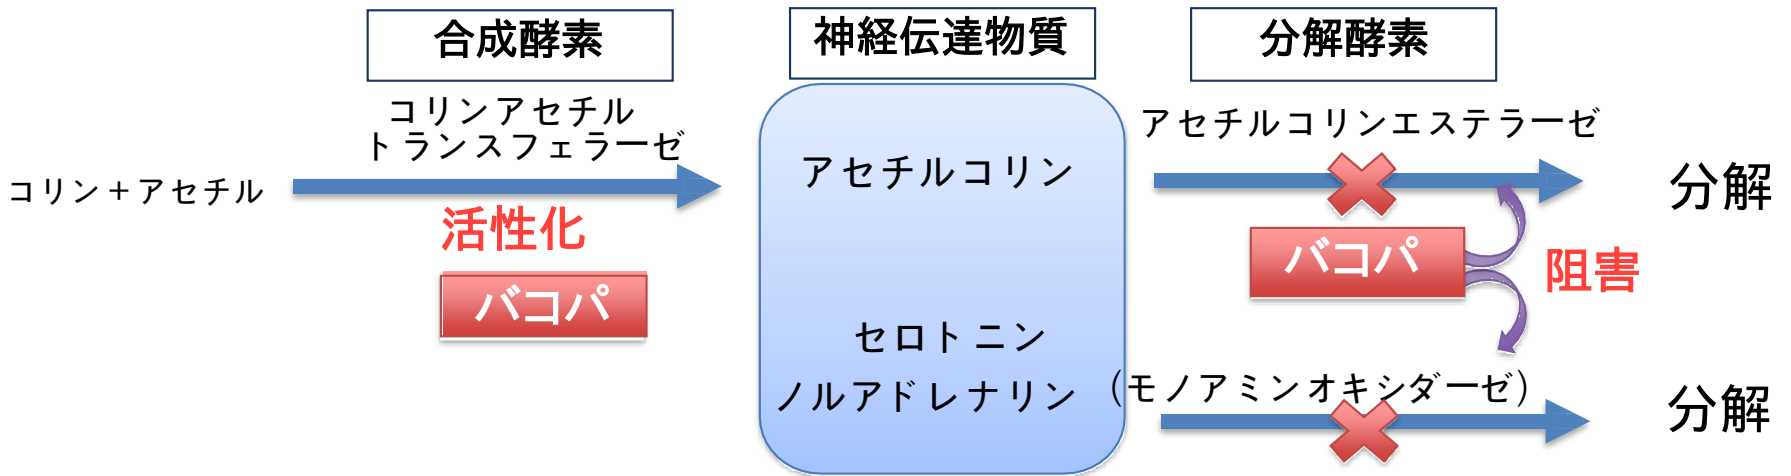 合成酵素
神経伝達物質
分解酵素
コリンアセチル
トランスフェラーゼ
アセチルコリンエステラーゼ
コリン＋アセチル
アセチルコリン
分解
活性化
バコパ
バコパ
阻害
セロトニン
ノルアドレナリン
（モノアミンオキシダーゼ）
分解